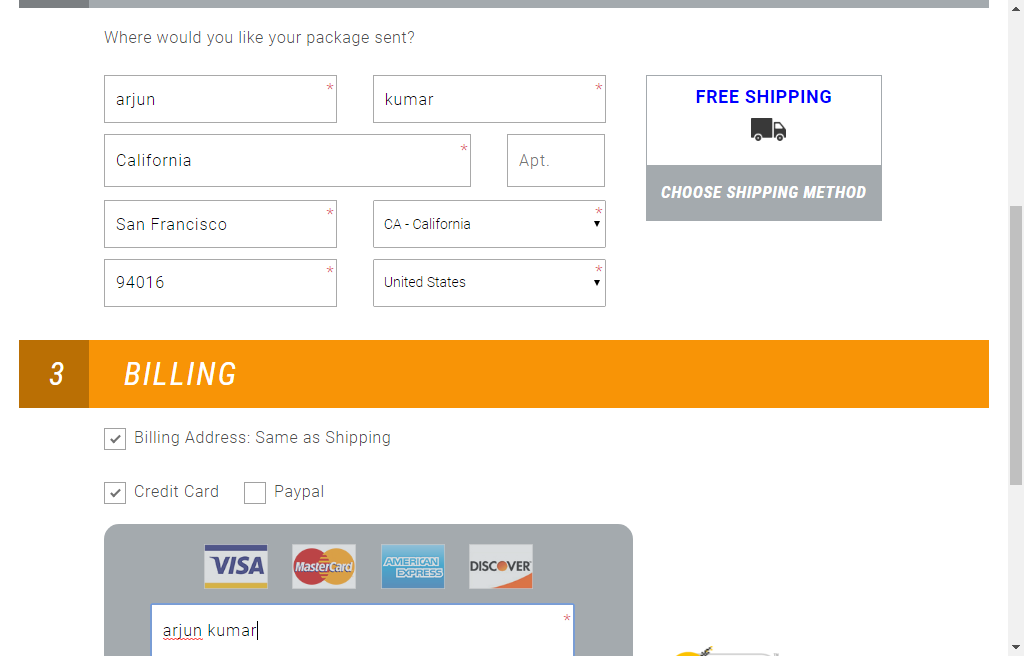 Where would you like your package sent?
arjun *
kumar *
FREE SHIPPING
California *
Apt.
CHOOSE SHIPPING METHOD
San Francisco *
CA - California *
94016 *
United States *
3 BILLING
Billing Address: Same as Shipping
Credit Card
Paypal
VISA
MasterCard
AMERICAN EXPRESS
DISCOVER
arjun kumar *